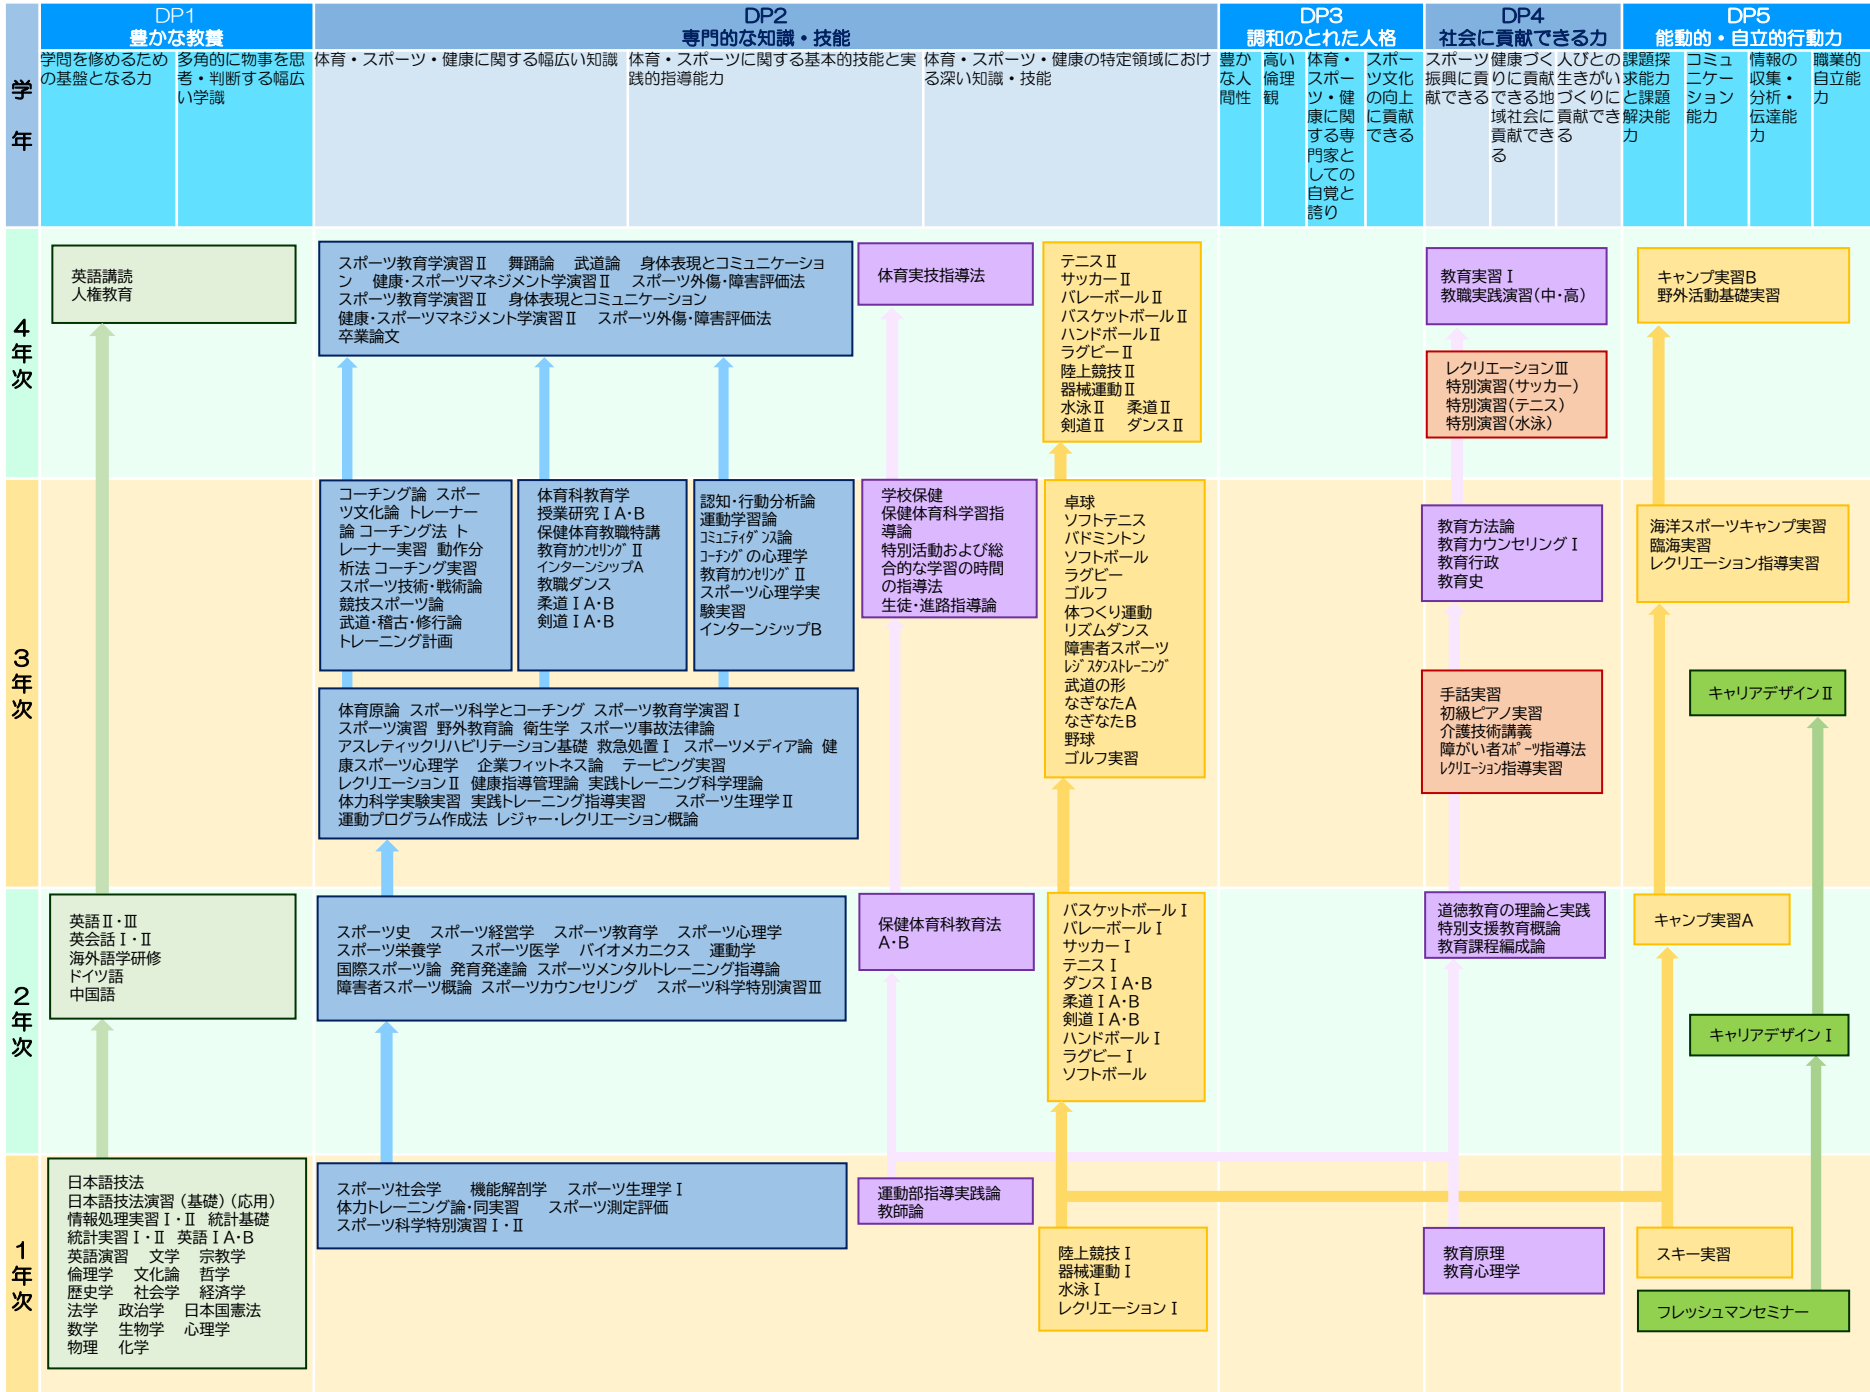 学年
DP1
豊かな教養
DP2
専門的な知識・技能
DP3
調和のとれた人格
DP4
社会に貢献できる力
DP5
能動的・自立的行動力
学問を修めるため
の基盤となる力
多角的に物事を思
考・判断する幅広
い学識
体育・スポーツ・健康に関する幅広い知識
体育・スポーツに関する基本的技能と実
践的指導能力
体育・スポーツ・健康の特定領域におけ
る深い知識・技能
豊か
な人
間性
高い
倫理
観
体育・
スポー
ツ・健
康に関
する専
門家と
しての
自覚と
誇り
スポー
ツ文化
の向上
に貢献
できる
スポーツ
振興に貢
献できる
健康づく
りに貢献
できる地
域社会に
貢献でき
る
人びとの
生きがい
づくりに
貢献でき
る
課題探
求能力
と課題
解決能
力
コミュ
ニケー
ション
能力
情報の
収集・
分析・
伝達能
力
職業的
自立能
力
4年次
英語講読
人権教育
スポーツ教育学演習Ⅱ 舞踊論 武道論 身体表現とコミュニケーショ
ン 健康・スポーツマネジメント学演習Ⅱ スポーツ外傷・障害評価法
スポーツ教育学演習Ⅱ 身体表現とコミュニケーション
健康・スポーツマネジメント学演習Ⅱ スポーツ外傷・障害評価法
卒業論文
体育実技指導法
テニスⅡ
サッカーⅡ
バレーボールⅡ
バスケットボールⅡ
ハンドボールⅡ
ラグビーⅡ
陸上競技Ⅱ
器械運動Ⅱ
水泳Ⅱ 柔道Ⅱ
剣道Ⅱ ダンスⅡ
教育実習Ⅰ
教職実践演習(中・高)
レクリエーションⅢ
特別演習(サッカー)
特別演習(テニス)
特別演習(水泳)
キャンプ実習B
野外活動基礎実習
3年次
コーチング論 スポー
ツ文化論 トレーナー
論 コーチング法 ト
レーナー実習 動作分
析法 コーチング実習
スポーツ技術・戦術論
競技スポーツ論
武道・稽古・修行論
トレーニング計画
体育科教育学
授業研究ⅠA・B
保健体育教職特講
教育ｶｳﾝｾﾘﾝｸﾞⅡ
インターンシップA
教職ダンス
柔道ⅠA・B
剣道ⅠA・B
認知・行動分析論
運動学習論
ｺﾐｭﾆﾃｨﾀﾞﾝｽ論
ｺｰﾁﾝｸﾞの心理学
教育ｶｳﾝｾﾘﾝｸﾞⅡ
スポーツ心理学実
験実習
インターンシップB
学校保健
保健体育科学習指
導論
特別活動および総
合的な学習の時間
の指導法
生徒・進路指導論
卓球
ソフトテニス
バドミントン
ソフトボール
ラグビー
ゴルフ
体つくり運動
リズムダンス
障害者スポーツ
ﾚｼﾞｽﾀﾝｽﾄﾚｰﾆﾝｸﾞ
武道の形
なぎなたA
なぎなたB
野球
ゴルフ実習
教育方法論
教育カウンセリングⅠ
教育行政
教育史
海洋スポーツキャンプ実習
臨海実習
レクリエーション指導実習
体育原論 スポーツ科学とコーチング スポーツ教育学演習Ⅰ
スポーツ演習 野外教育論 衛生学 スポーツ事故法律論
アスレティックリハビリテーション基礎 救急処置Ⅰ スポーツメディア論 健
康スポーツ心理学 企業フィットネス論 テーピング実習
レクリエーションⅡ 健康指導管理論 実践トレーニング科学理論
体力科学実験実習 実践トレーニング指導実習 スポーツ生理学Ⅱ
運動プログラム作成法 レジャー・レクリエーション概論
手話実習
初級ピアノ実習
介護技術講義
障がい者ｽﾎﾟｰﾂ指導法
ﾚｸﾘｴｰｼｮﾝ指導実習
キャリアデザインⅡ
2年次
英語Ⅱ・Ⅲ
英会話Ⅰ・Ⅱ
海外語学研修
ドイツ語
中国語
スポーツ史 スポーツ経営学 スポーツ教育学 スポーツ心理学
スポーツ栄養学 スポーツ医学 バイオメカニクス 運動学
国際スポーツ論 発育発達論 スポーツメンタルトレーニング指導論
障害者スポーツ概論 スポーツカウンセリング スポーツ科学特別演習Ⅲ
保健体育科教育法
A・B
バスケットボールⅠ
バレーボールⅠ
サッカーⅠ
テニスⅠ
ダンスⅠA・B
柔道ⅠA・B
剣道ⅠA・B
ハンドボールⅠ
ラグビーⅠ
ソフトボール
道徳教育の理論と実践
特別支援教育概論
教育課程編成論
キャンプ実習A
キャリアデザインⅠ
1年次
日本語技法
日本語技法演習(基礎)(応用)
情報処理実習Ⅰ・Ⅱ 統計基礎
統計実習Ⅰ・Ⅱ 英語ⅠA・B
英語演習 文学 宗教学
倫理学 文化論 哲学
歴史学 社会学 経済学
法学 政治学 日本国憲法
数学 生物学 心理学
物理 化学
スポーツ社会学 機能解剖学 スポーツ生理学Ⅰ
体力トレーニング論・同実習 スポーツ測定評価
スポーツ科学特別演習Ⅰ・Ⅱ
運動部指導実践論
教師論
陸上競技Ⅰ
器械運動Ⅰ
水泳Ⅰ
レクリエーションⅠ
教育原理
教育心理学
スキー実習
フレッシュマンセミナー